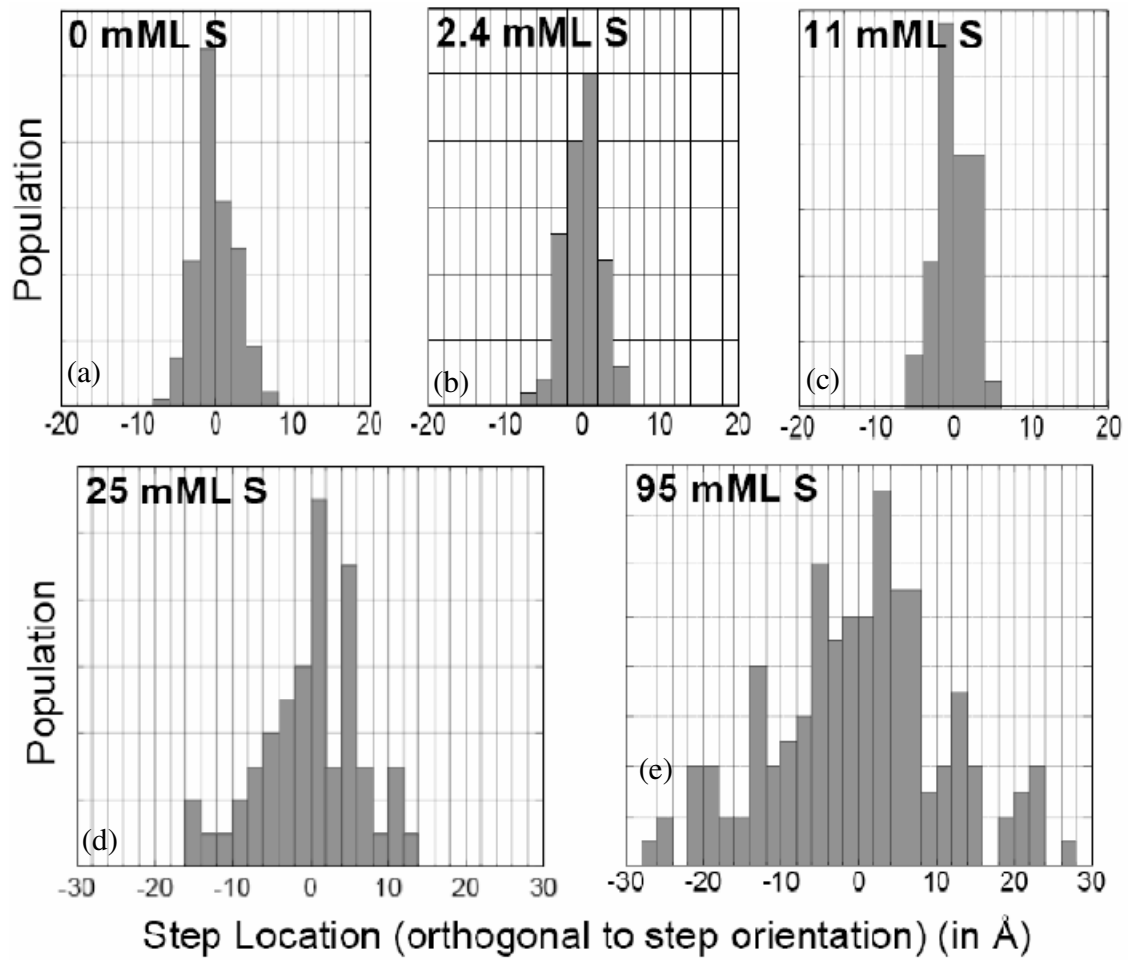 0 mML S
2.4 mML S
11 mML S
Population
(a)
(b)
(c)
-20 -10 0 10 20
-20 -10 0 10 20
-20 -10 0 10 20
25 mML S
95 mML S
Population
(d)
(e)
-30 -20 -10 0 10 20 30
-30 -20 -10 0 10 20 30
Step Location (orthogonal to step orientation) (in Å)